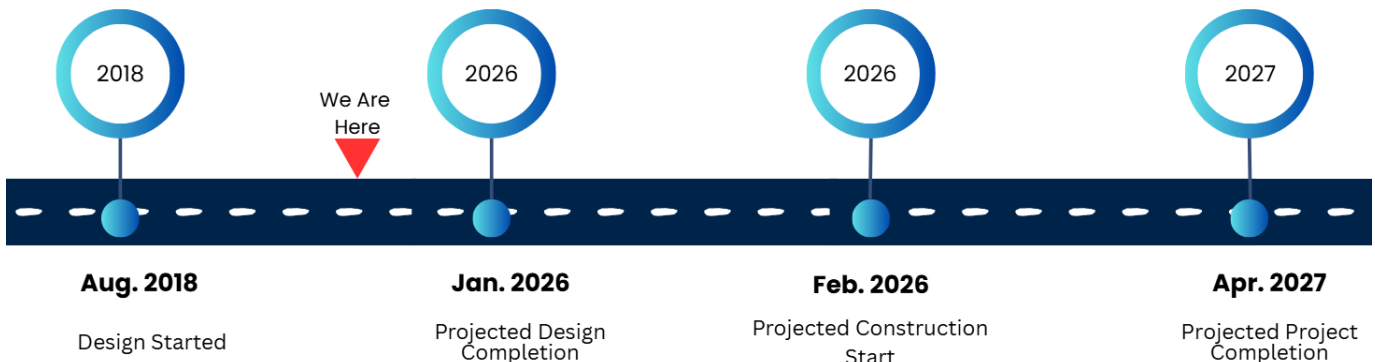 2018
We Are
Here
2026
2026
2027
Aug. 2018
Jan. 2026
Feb. 2026
Apr. 2027
Design Started
Projected Design
Completion
Projected Construction
Start
Projected Project
Completion